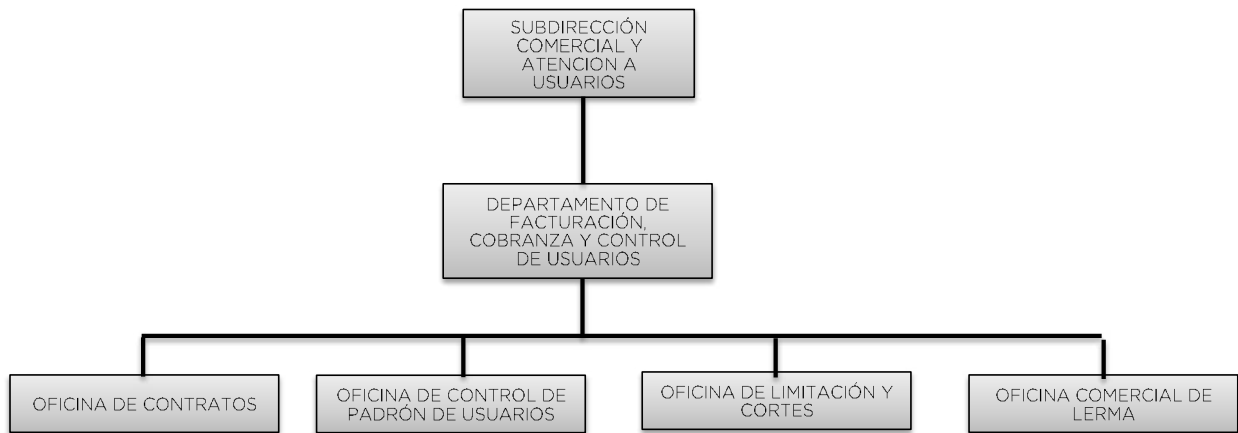 SUBDIRECCIÓN
COMERCIAL Y
ATENCION A
USUARIOS
DEPARTAMENTO DE
FACTURACIÓN,
COBRANZA Y CONTROL
DE USUARIOS
OFICINA DE CONTRATOS
OFICINA DE CONTROL DE
PADRÓN DE USUARIOS
OFICINA DE LIMITACIÓN Y
CORTES
OFICINA COMERCIAL DE
LERMA